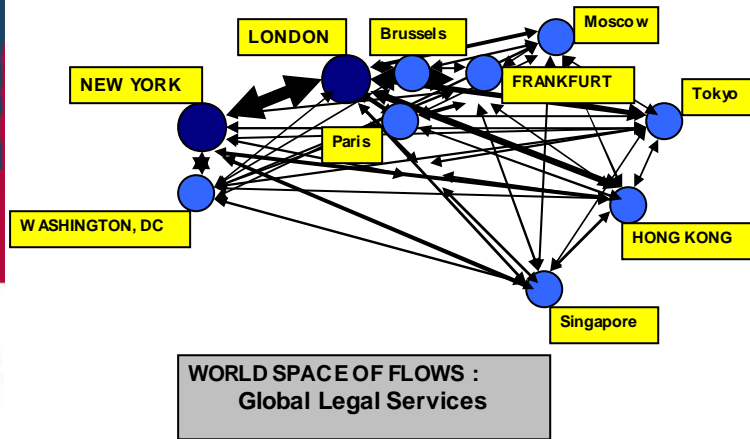 Moscow
LONDON
Brussels
NEW YORK
FRANKFURT
Tokyo
Paris
WASHINGTON, DC
HONG KONG
Singapore
WORLD SPACE OF FLOWS :
Global Legal Services